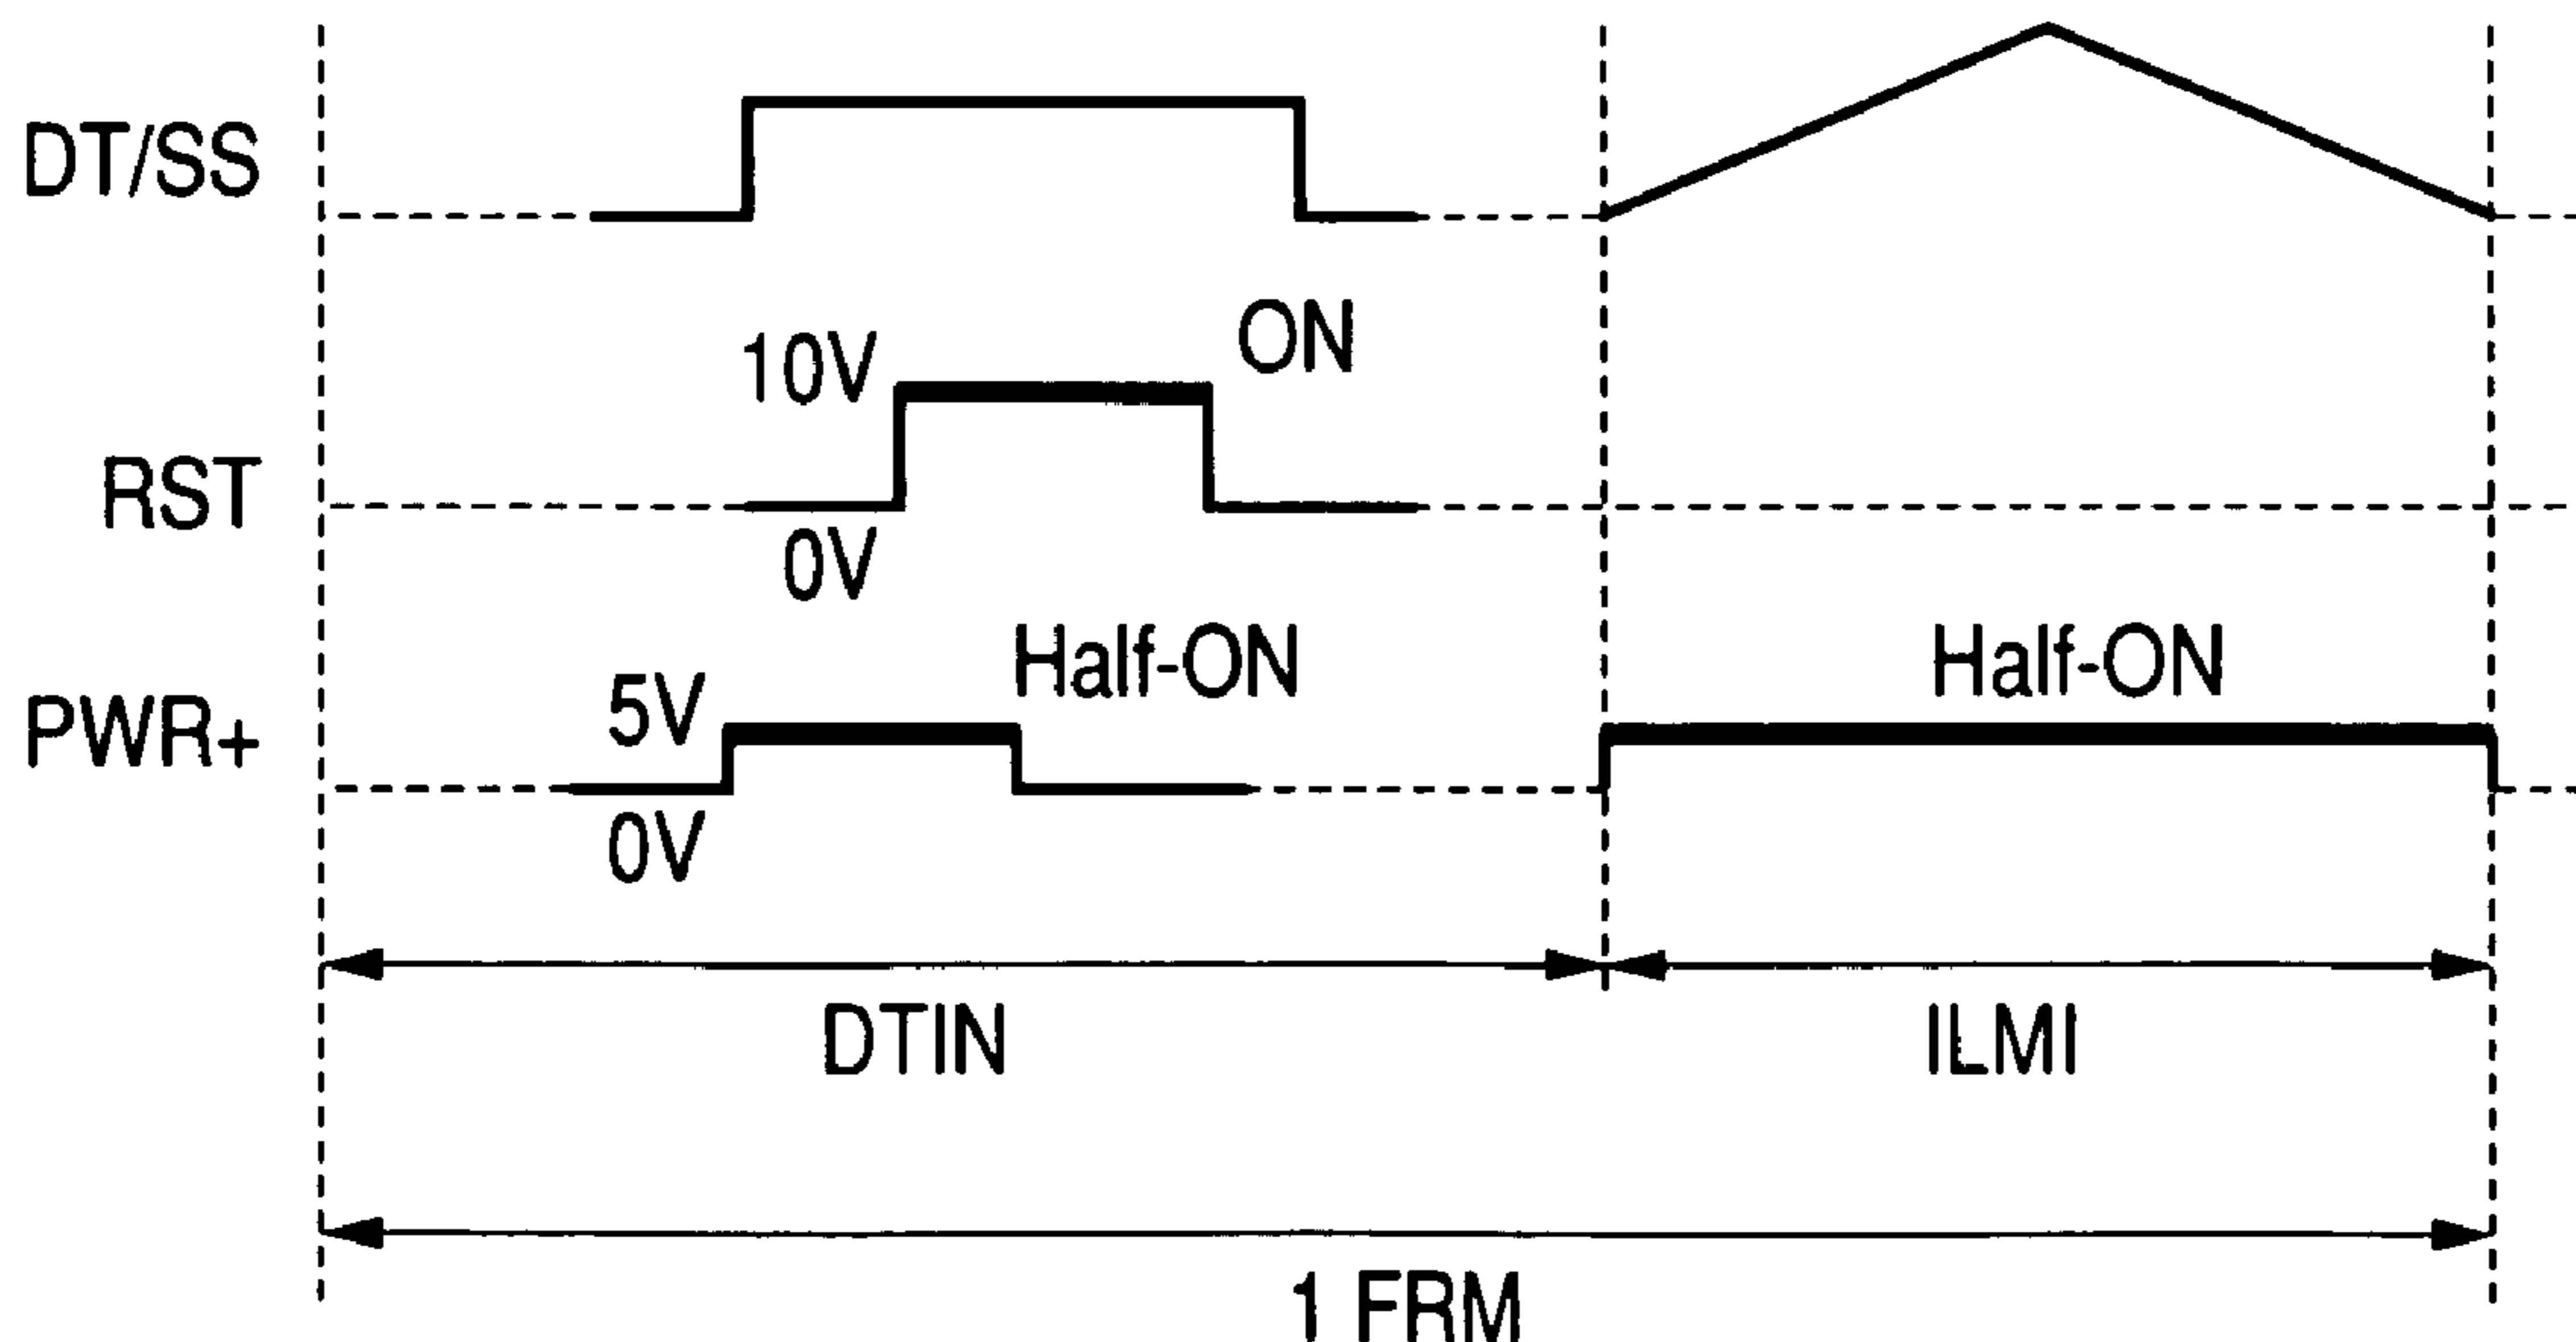 DT/SS
10V
ON
RST
0V
Half-ON
Half-ON
5V
PWR+
0V
DTIN
ILMI
1 FRM